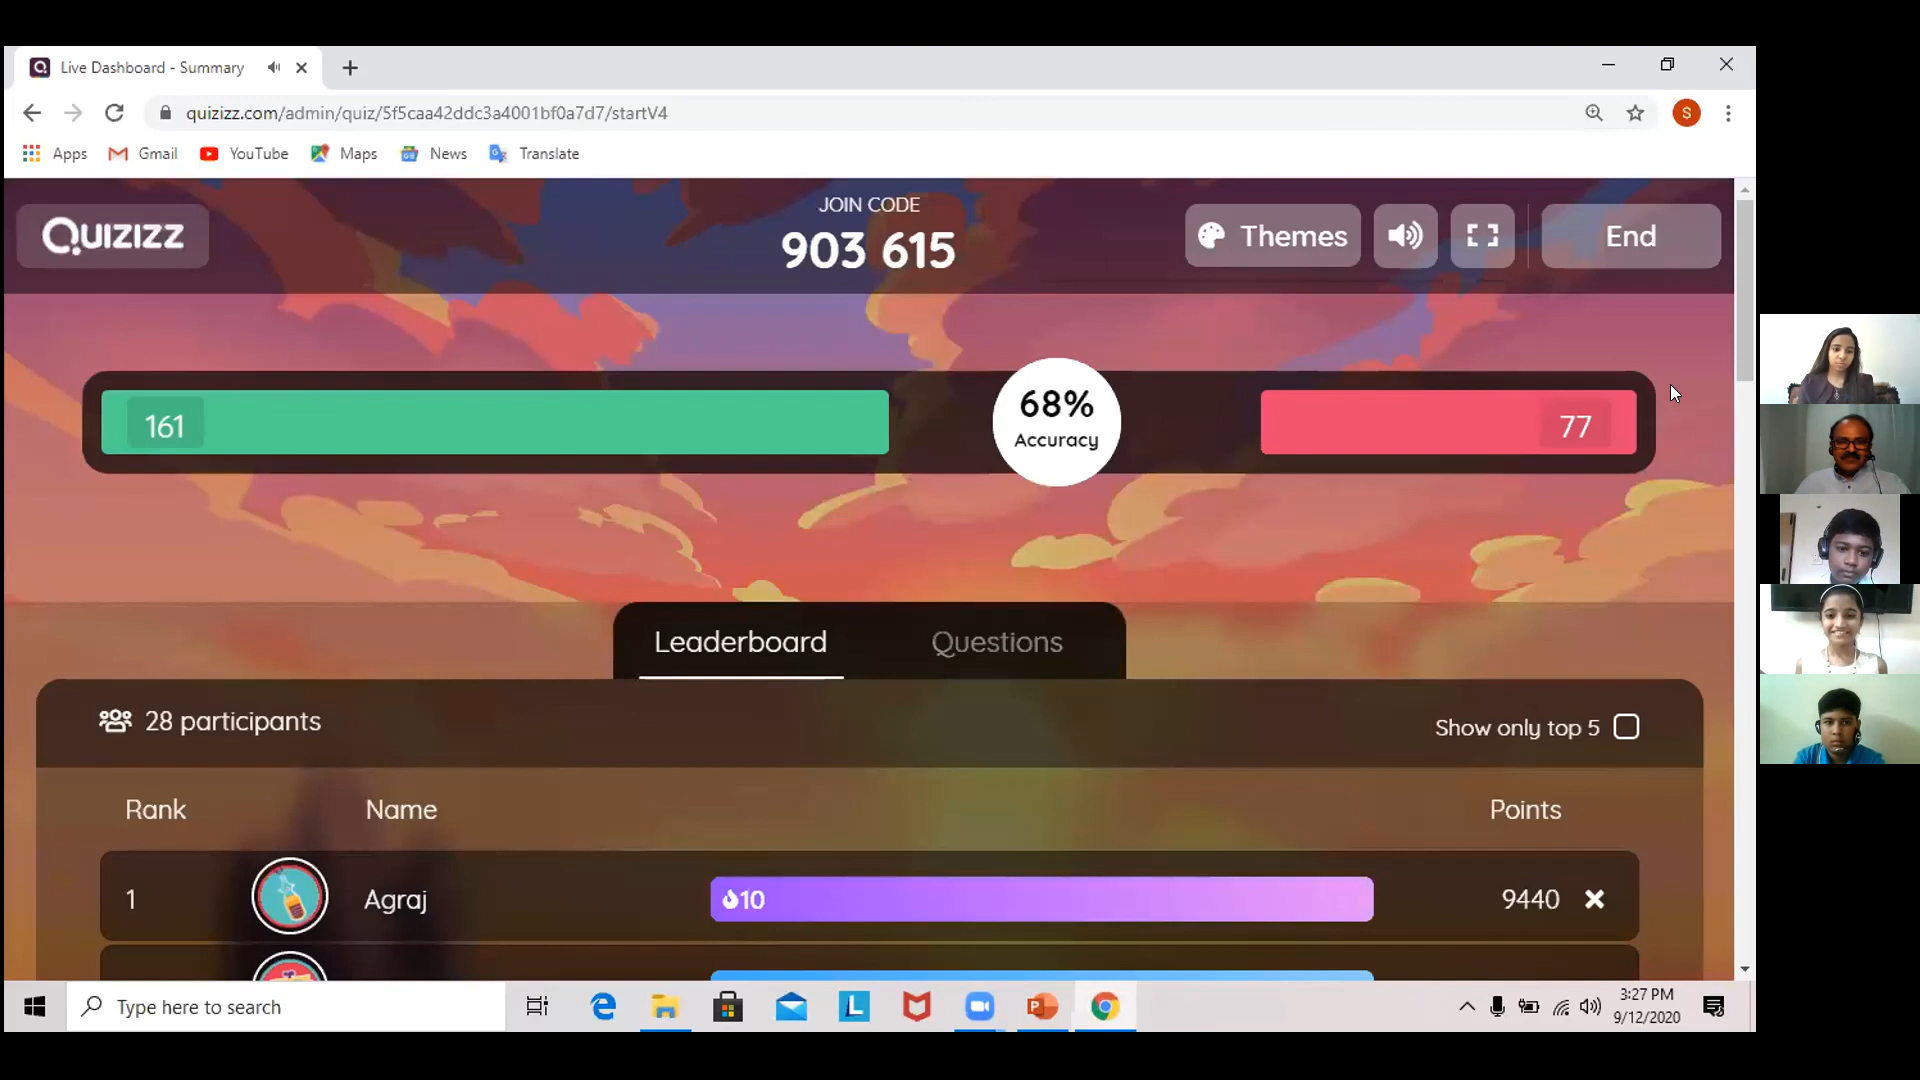 Live Dashboard - Summary
quizizz.com/admin/quiz/5f5caa42ddc3a4001bf0a7d7/startV4
S
Apps
Gmail
YouTube
Maps
News
Translate
Quizizz
JOIN CODE
903 615
Themes
End
161
68%
Accuracy
77
Leaderboard
Questions
28 participants
Show only top 5
Rank
Name
Points
1
Agraj
10
9440
Type here to search
3:27 PM
9/12/2020